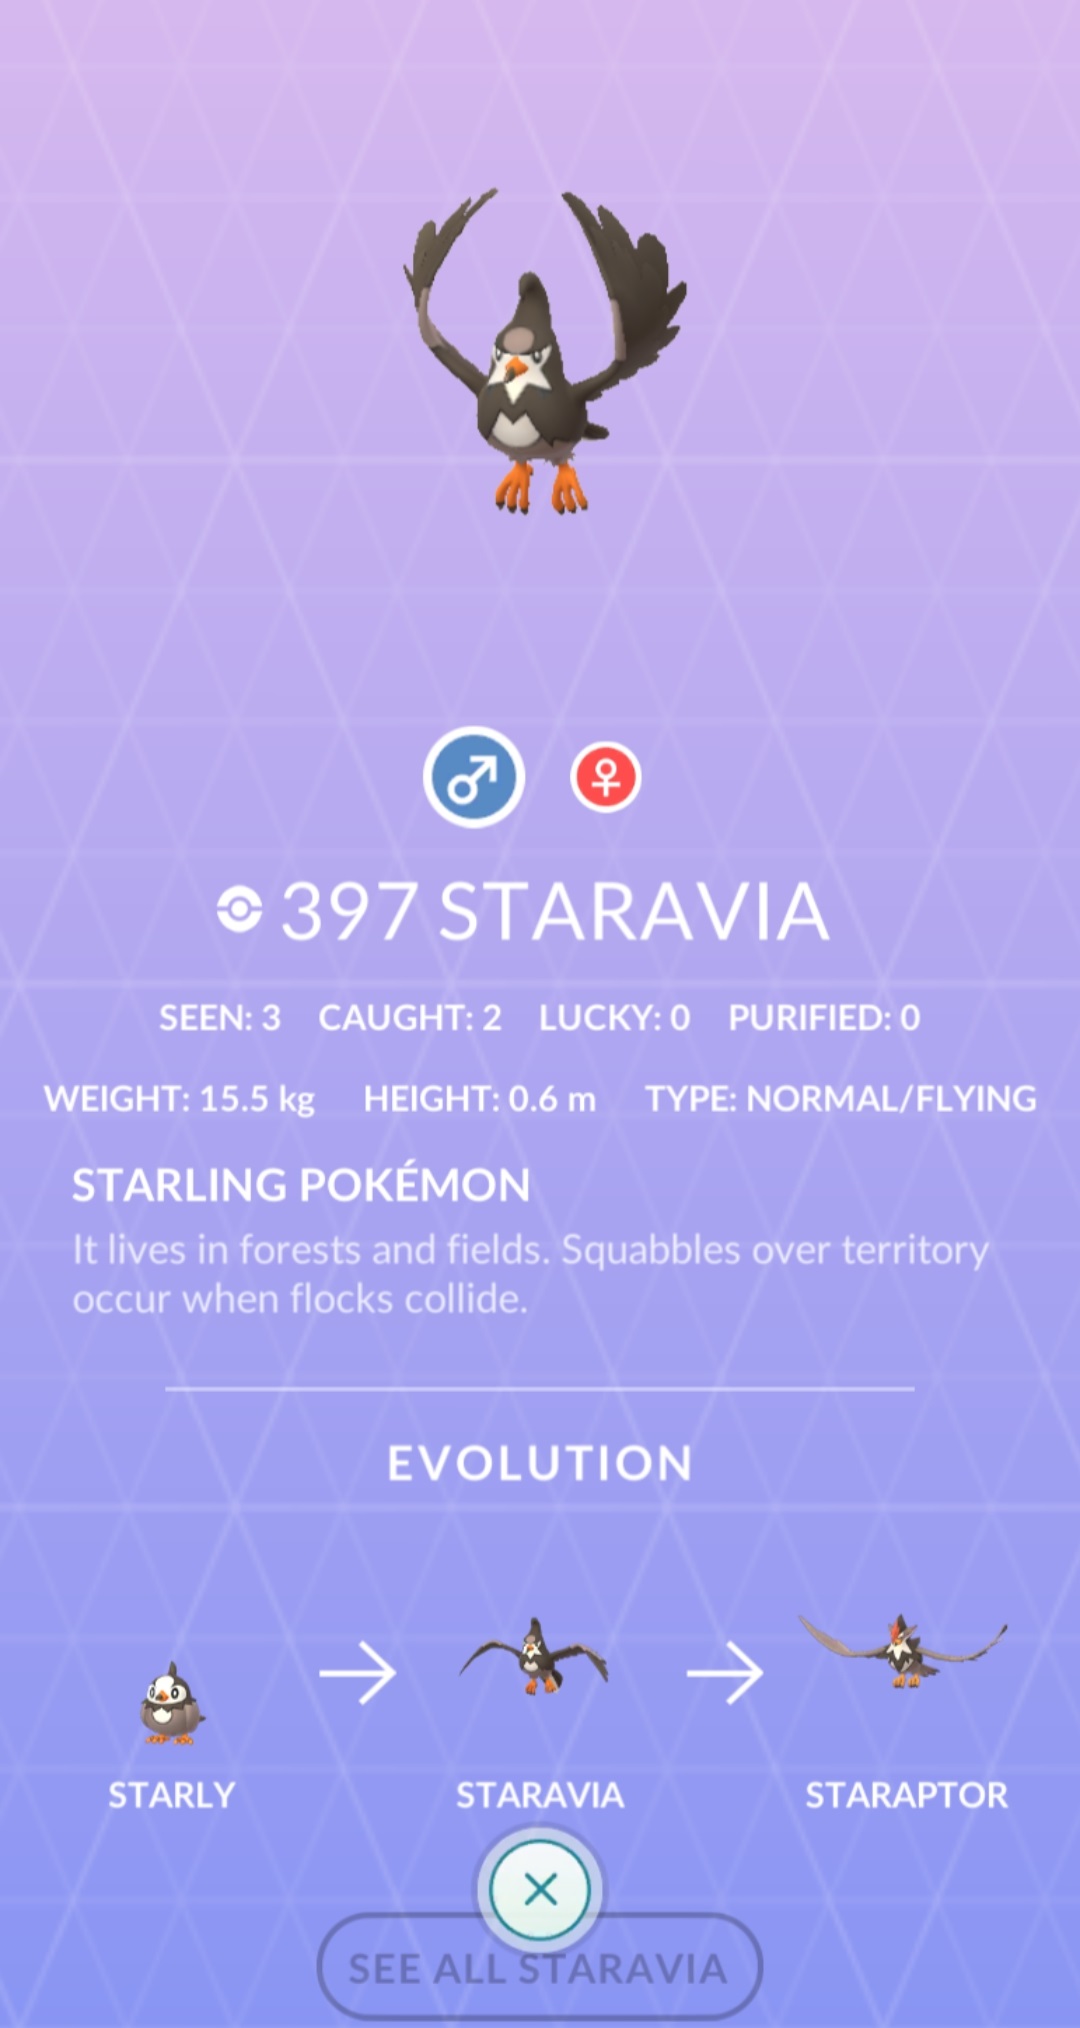 397 STARAVIA
SEEN: 3 CAUGHT: 2 LUCKY: 0 PURIFIED: 0
WEIGHT: 15.5 kg HEIGHT: 0.6 m TYPE: NORMAL/FLYING
STARLING POKÉMON
It lives in forests and fields. Squabbles over territory
occur when flocks collide.
EVOLUTION
STARLY STARAVIA STARAPTOR
SEE ALL STARAVIA